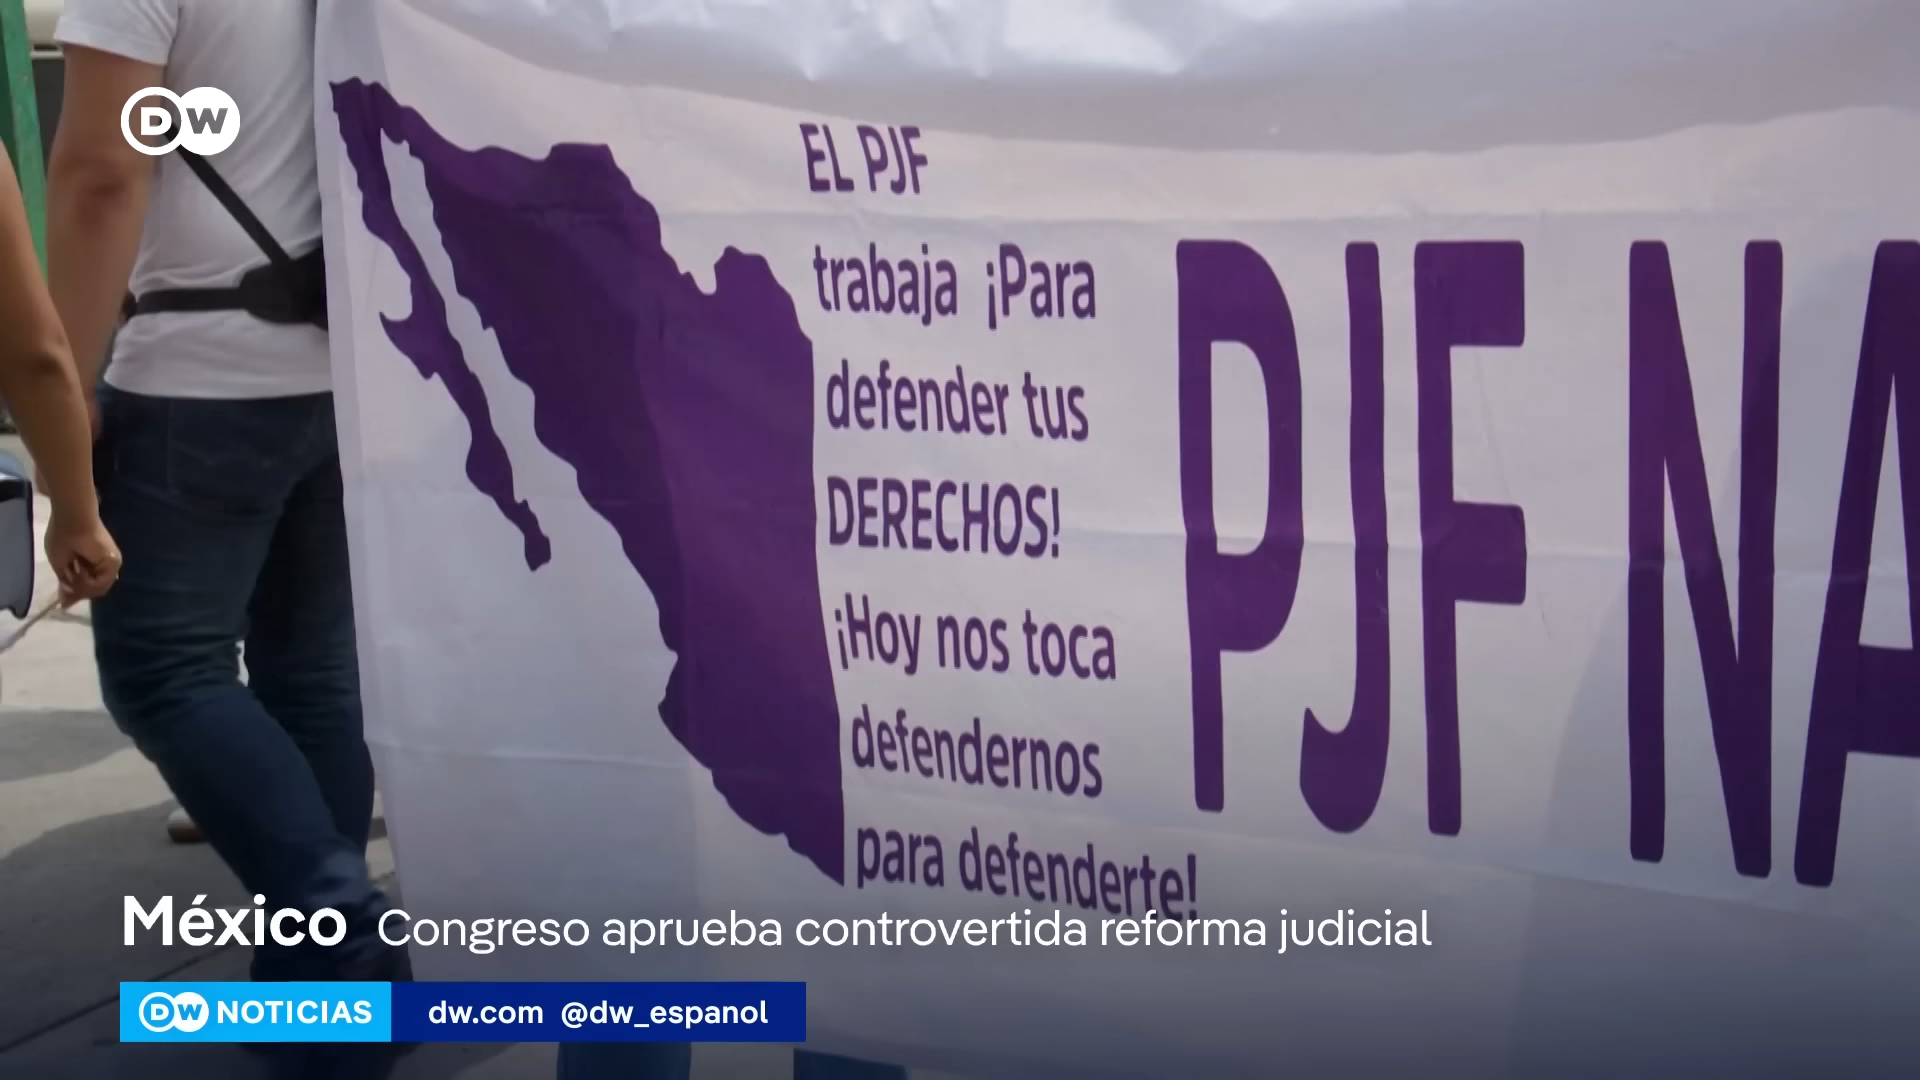 DW
EL PJF
trabaja ¡Para
defender tus
DERECHOS!
¡Hoy nos toca
defendernos
para defenderte!
PJF NA
México Congreso aprueba controvertida reforma judicial
DW NOTICIAS dw.com @dw_espanol